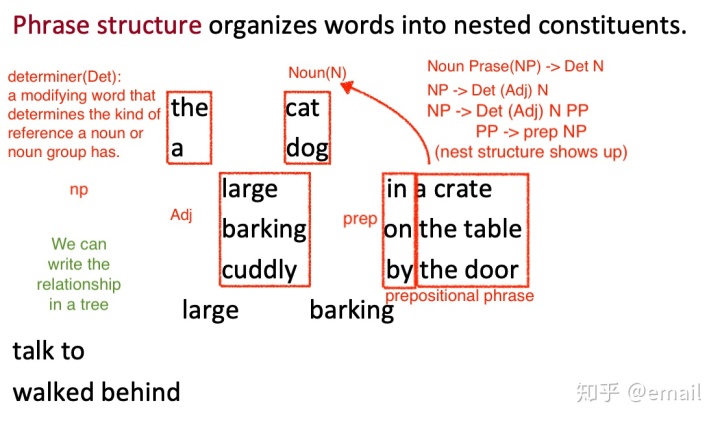 Phrase structure organizes words into nested constituents.
determiner(Det):
a modifying word that
determines the kind of
reference a noun or
noun group has.
the
a
Noun(N)
cat
dog
Noun Prase(NP) -> Det N
NP -> Det (Adj) N
NP -> Det (Adj) N PP
PP -> prep NP
(nest structure shows up)
np
Adj
large
barking
cuddly
prep
in a crate
on the table
by the door
prepositional phrase
We can
write the
relationship
in a tree
large barking
talk to
walked behind
知乎 @email